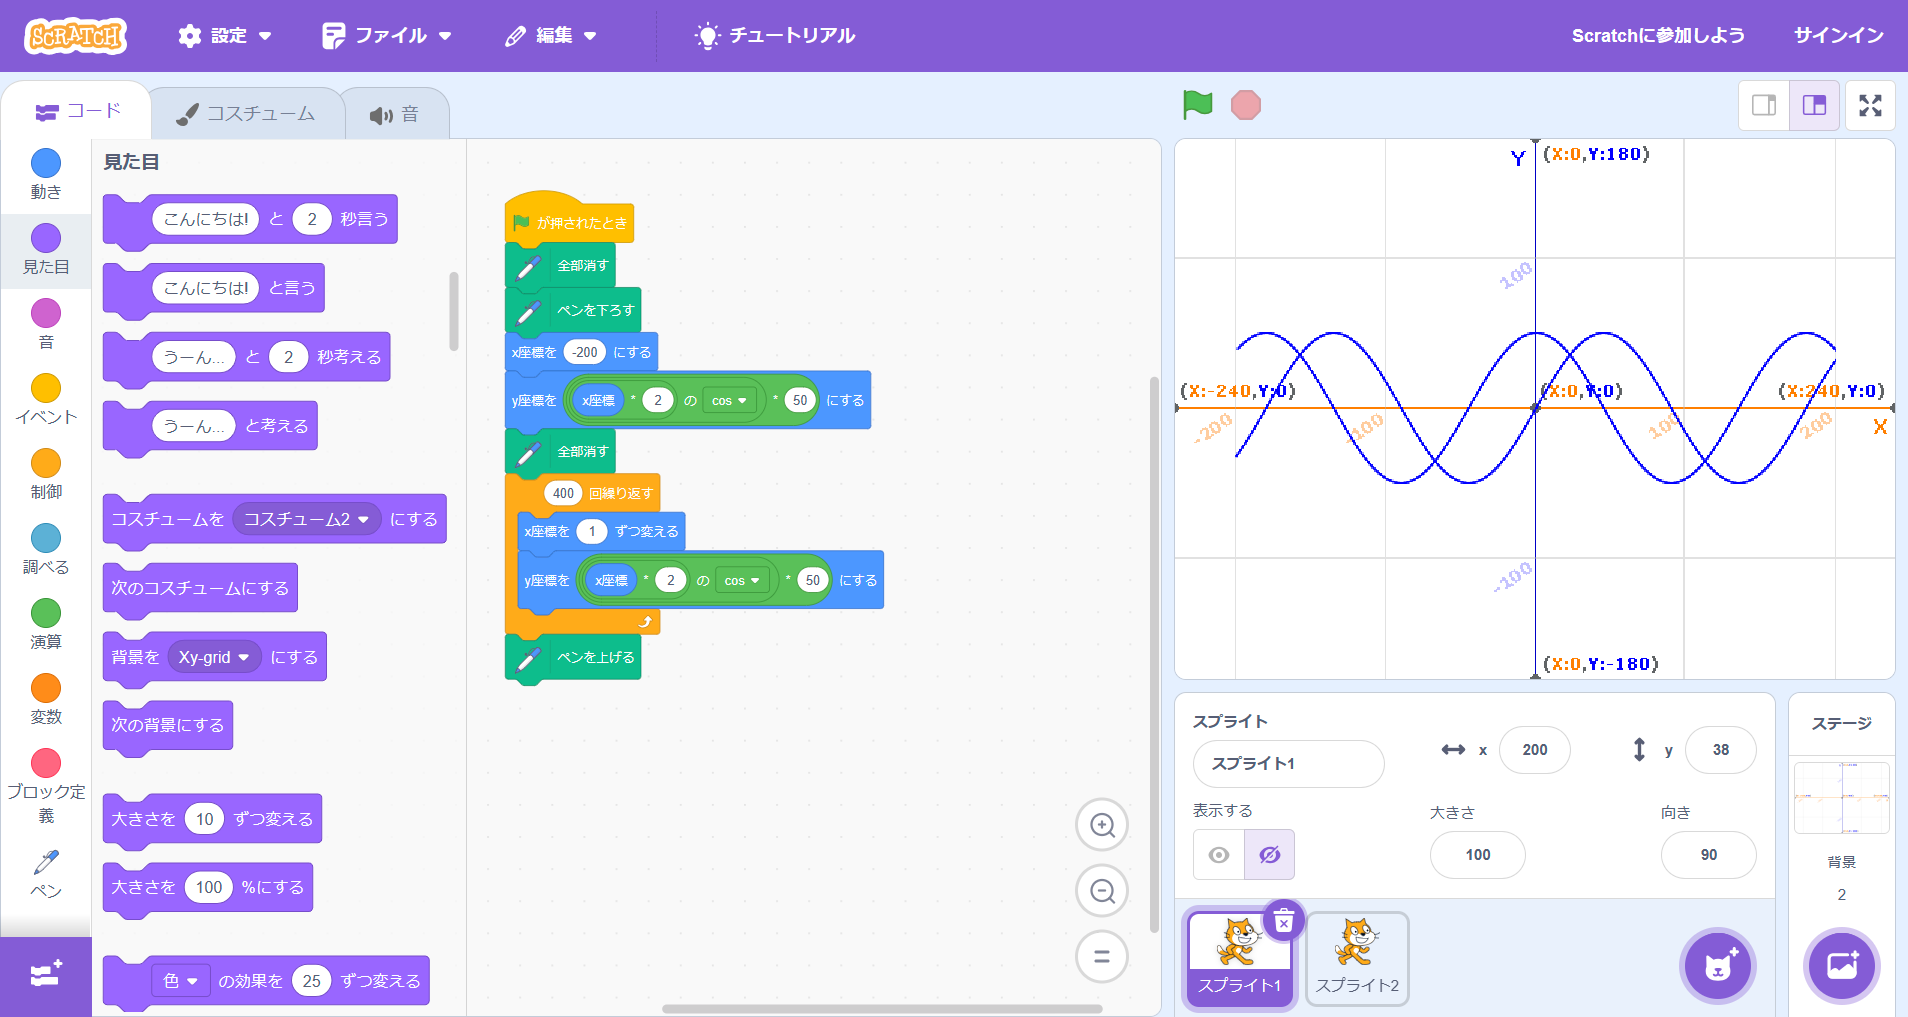 SCRATCH 設定 ファイル 編集 チュートリアル Scratchに参加しよう サインイン
コード コスチューム 音
動き
見た目
音
イベント
制御
調べる
演算
変数
ブロック定
義
ペン
見た目
こんにちは! と 2 秒言う
こんにちは! と言う
うーん... と 2 秒考える
うーん... と考える
コスチュームを コスチューム2 にする
次のコスチュームにする
背景を Xy-grid にする
次の背景にする
大きさを 10 ずつ変える
大きさを 100 %にする
色 の効果を 25 ずつ変える
が押されたとき
全部消す
ペンを下ろす
x座標を -200 にする
y座標を x座標 * 2 の cos * 50 にする
全部消す
400 回繰り返す
x座標を 1 ずつ変える
y座標を x座標 * 2 の cos * 50 にする
ペンを上げる
Y (X:0,Y:180)
100
(X:-240,Y:0) (X:0,Y:0) (X:240,Y:0)
-200 -100 100 200 X
-100
(X:0,Y:-180)
スプライト
スプライト1 x 200 y 38
表示する 大きさ 向き
100 90
スプライト1 スプライト2
ステージ
背景
2